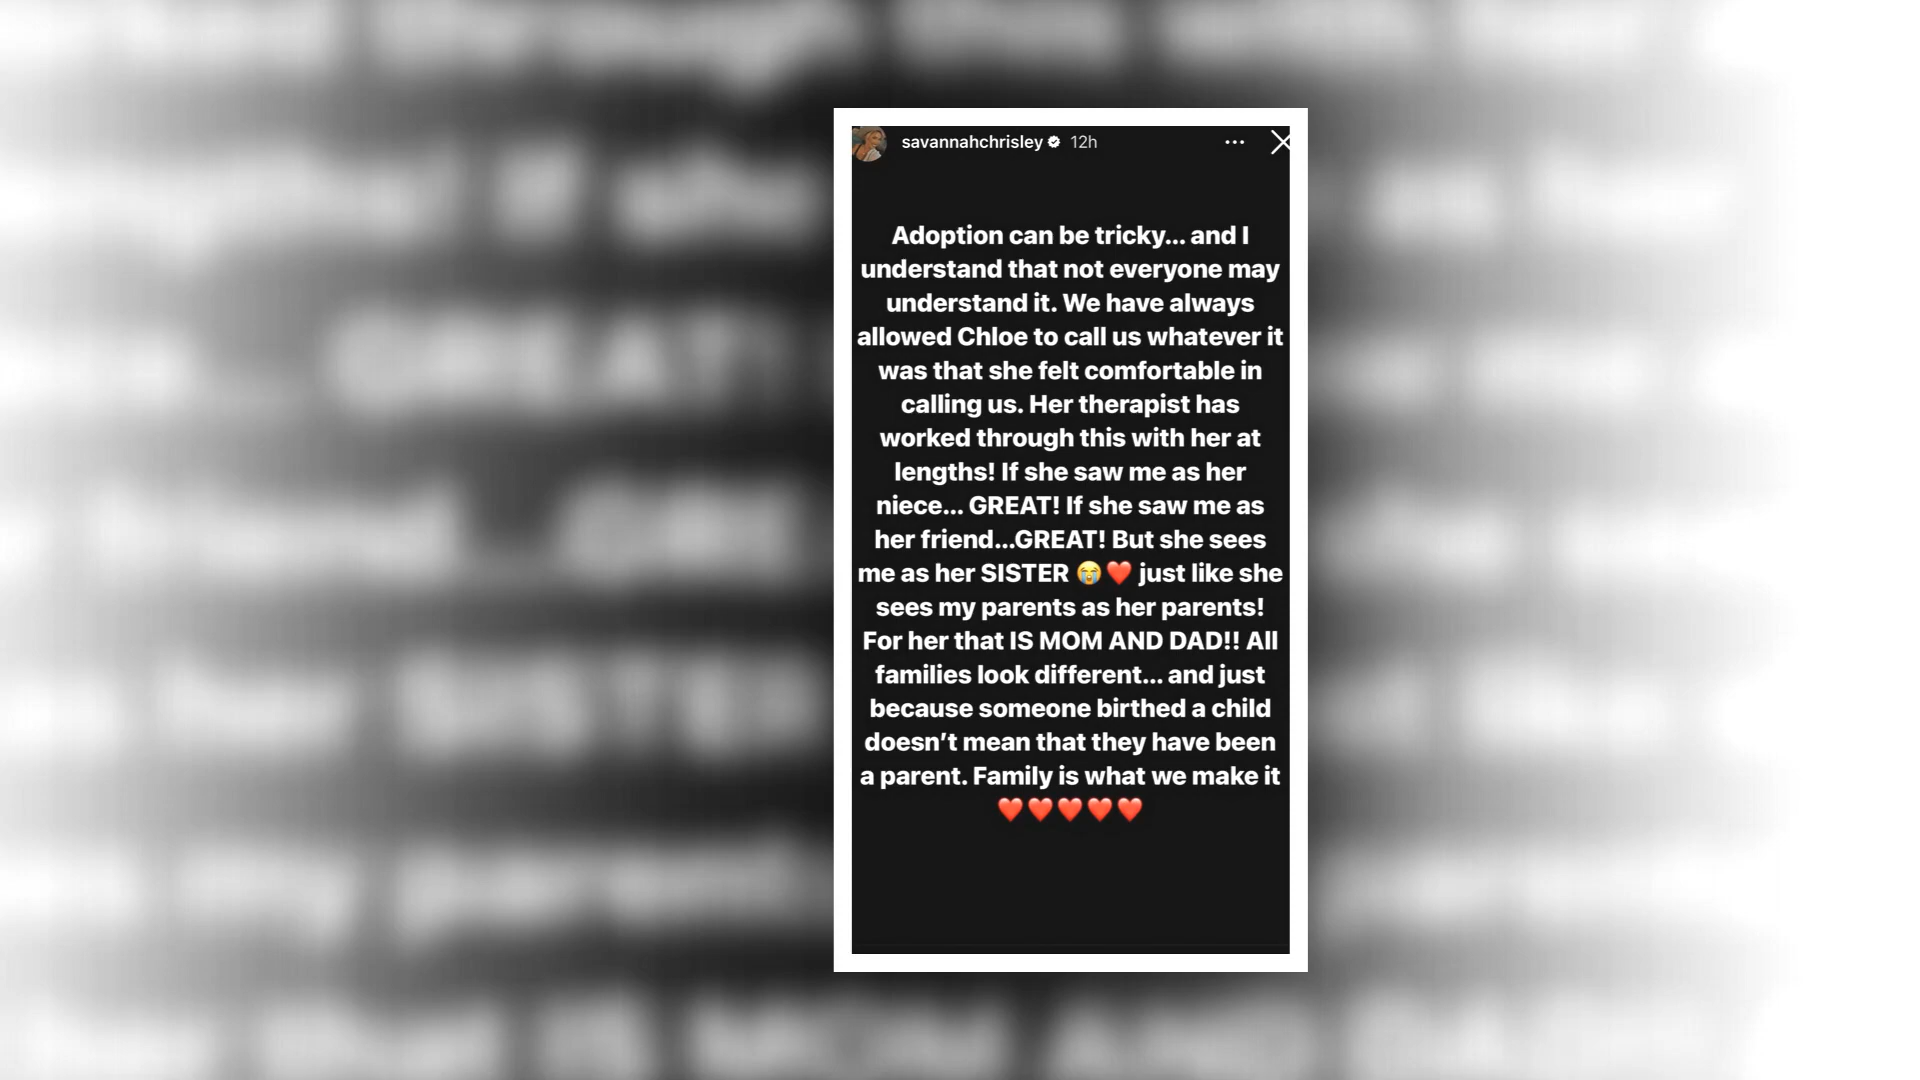 savannahchrisley 12h
Adoption can be tricky... and I
understand that not everyone may
understand it. We have always
allowed Chloe to call us whatever it
was that she felt comfortable in
calling us. Her therapist has
worked through this with her at
lengths! If she saw me as her
niece... GREAT! If she saw me as
her friend...GREAT! But she sees
me as her SISTER 😭❤️ just like she
sees my parents as her parents!
For her that IS MOM AND DAD!! All
families look different... and just
because someone birthed a child
doesn’t mean that they have been
a parent. Family is what we make it
❤️❤️❤️❤️❤️